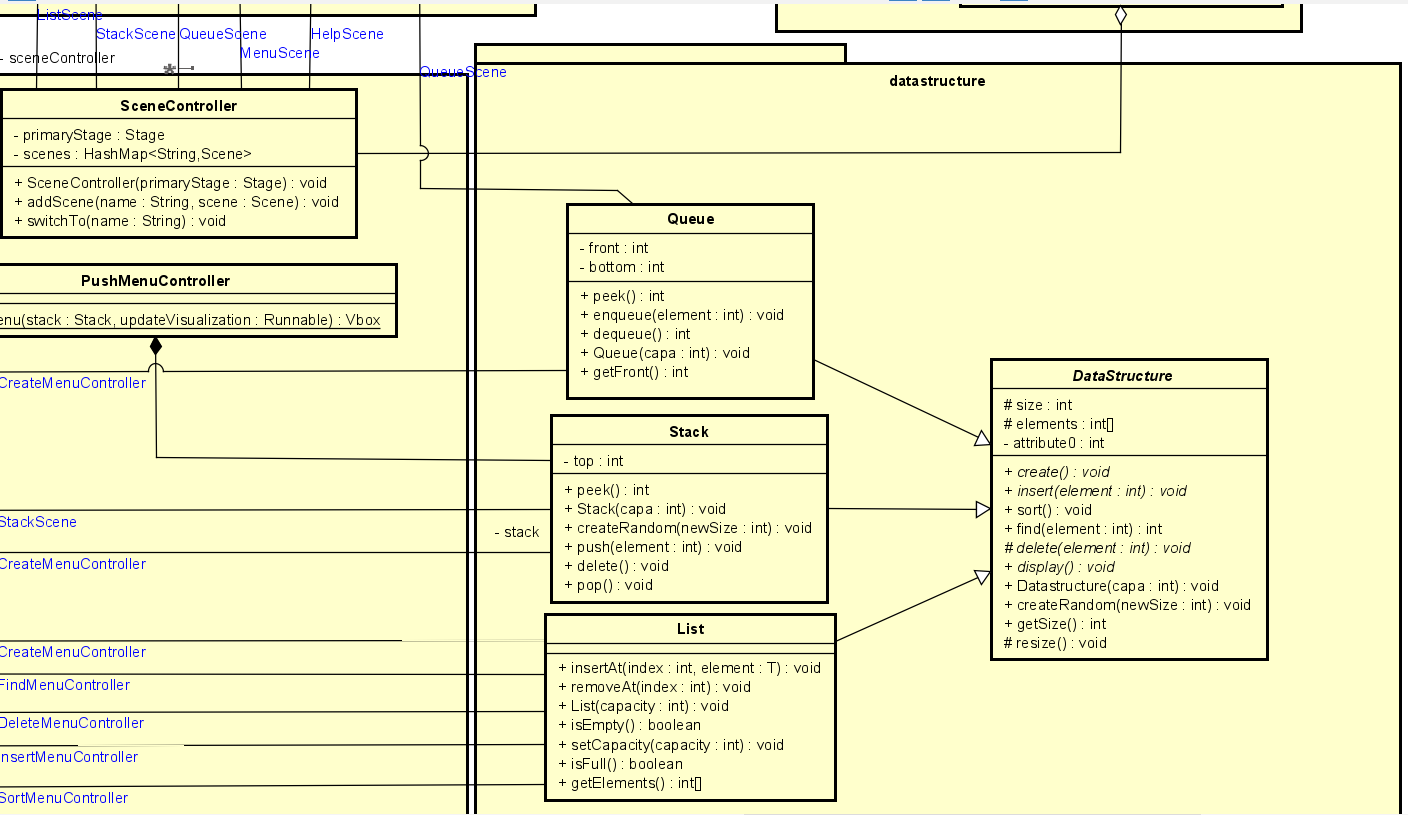 ListScene
StackScene
QueueScene
HelpScene
MenuScene
- sceneController
*
QueueScene
datastructure
SceneController
- primaryStage : Stage
- scenes : HashMap<String,Scene>
+ SceneController(primaryStage : Stage) : void
+ addScene(name : String, scene : Scene) : void
+ switchTo(name : String) : void
PushMenuController
enu(stack : Stack, updateVisualization : Runnable) : Vbox
CreateMenuController
Queue
- front : int
- bottom : int
+ peek() : int
+ enqueue(element : int) : void
+ dequeue() : int
+ Queue(capa : int) : void
+ getFront() : int
StackScene
- stack
CreateMenuController
Stack
- top : int
+ peek() : int
+ Stack(capa : int) : void
+ createRandom(newSize : int) : void
+ push(element : int) : void
+ delete() : void
+ pop() : void
CreateMenuController
FindMenuController
DeleteMenuController
nsertMenuController
SortMenuController
List
+ insertAt(index : int, element : T) : void
+ removeAt(index : int) : void
+ List(capacity : int) : void
+ isEmpty() : boolean
+ setCapacity(capacity : int) : void
+ isFull() : boolean
+ getElements() : int[]
DataStructure
# size : int
# elements : int[]
- attribute0 : int
+ create() : void
+ insert(element : int) : void
+ sort() : void
+ find(element : int) : int
# delete(element : int) : void
+ display() : void
+ Datastructure(capa : int) : void
+ createRandom(newSize : int) : void
+ getSize() : int
# resize() : void